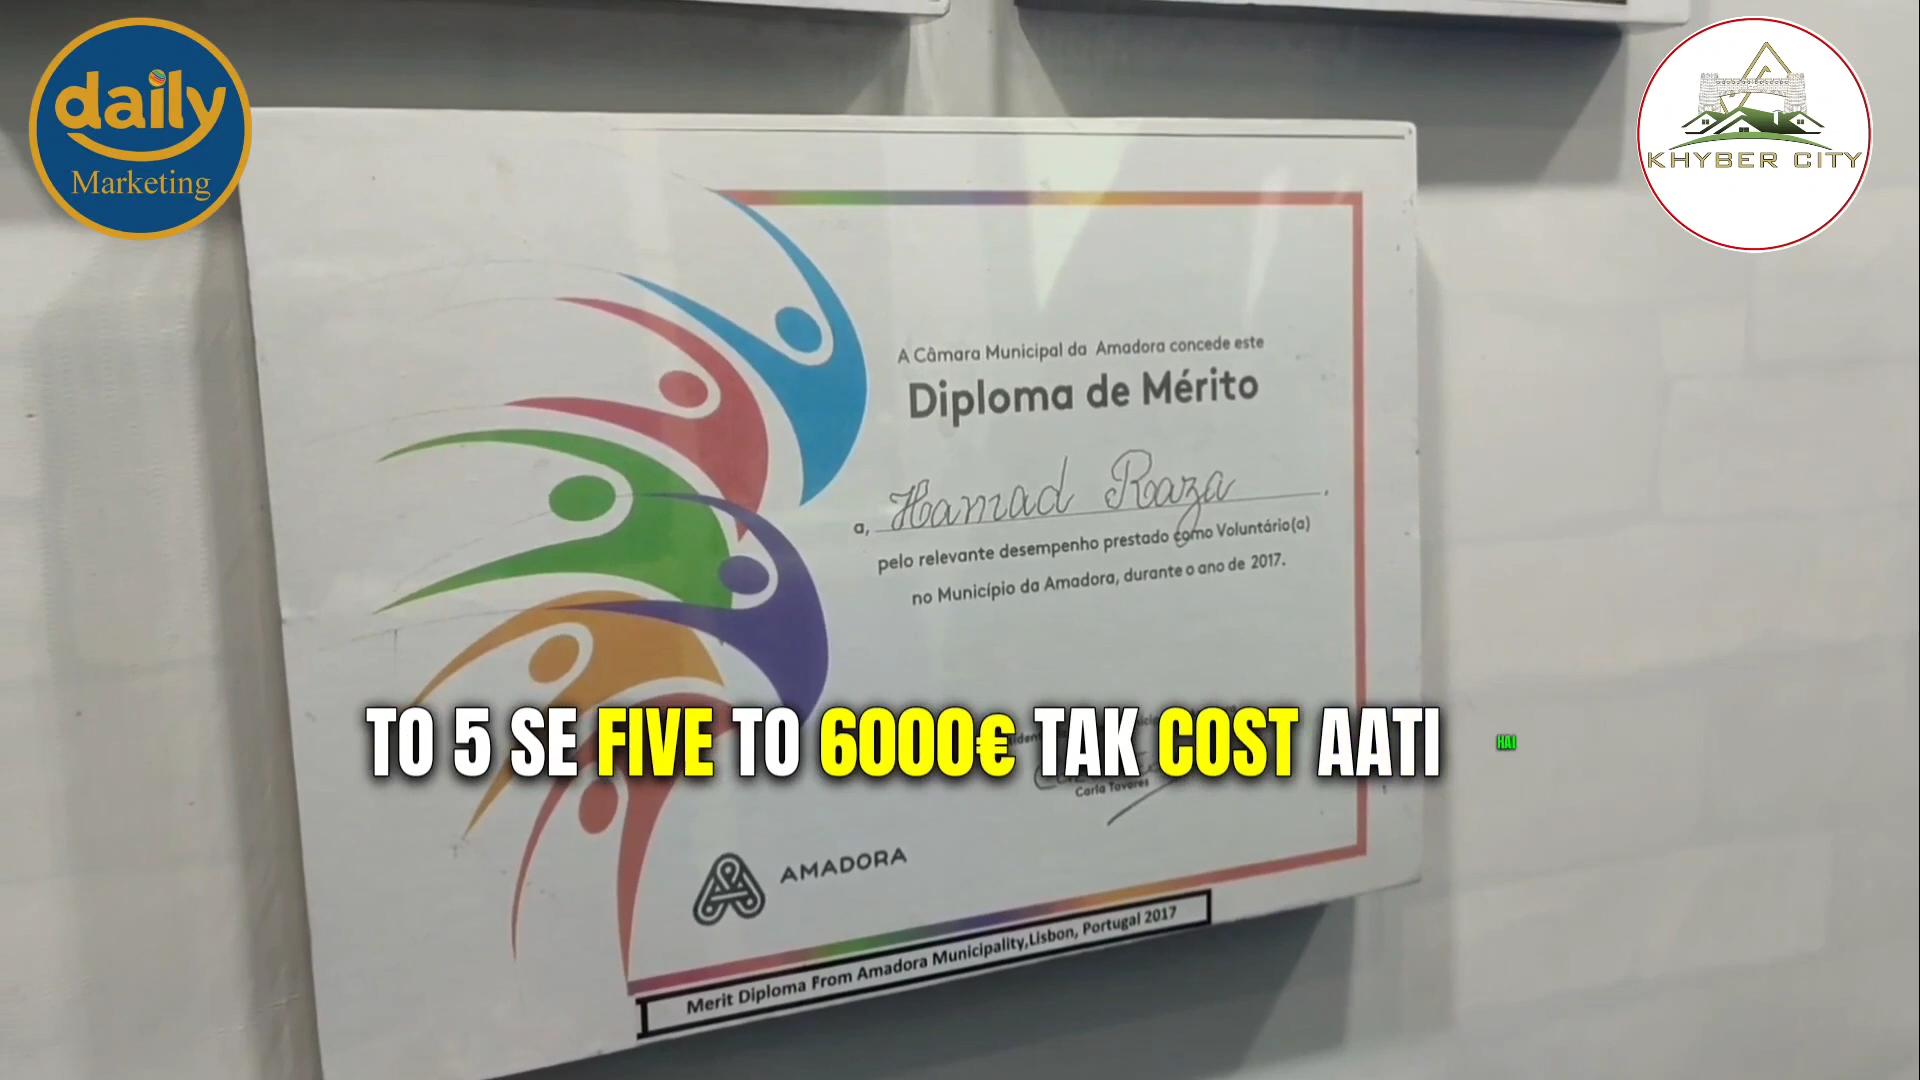 daily
Marketing
KHYBER CITY
A Câmara Municipal da Amadora concede este
Diploma de Mérito
a, Hamad Raza.
pelo relevante desempenho prestado como Voluntário(a)
no Município da Amadora, durante o ano de 2017.
TO 5 SE FIVE TO 6000€ TAK COST AATI HAI
Carla Tavares
AMADORA
Merit Diploma From Amadora Municipality,Lisbon, Portugal 2017